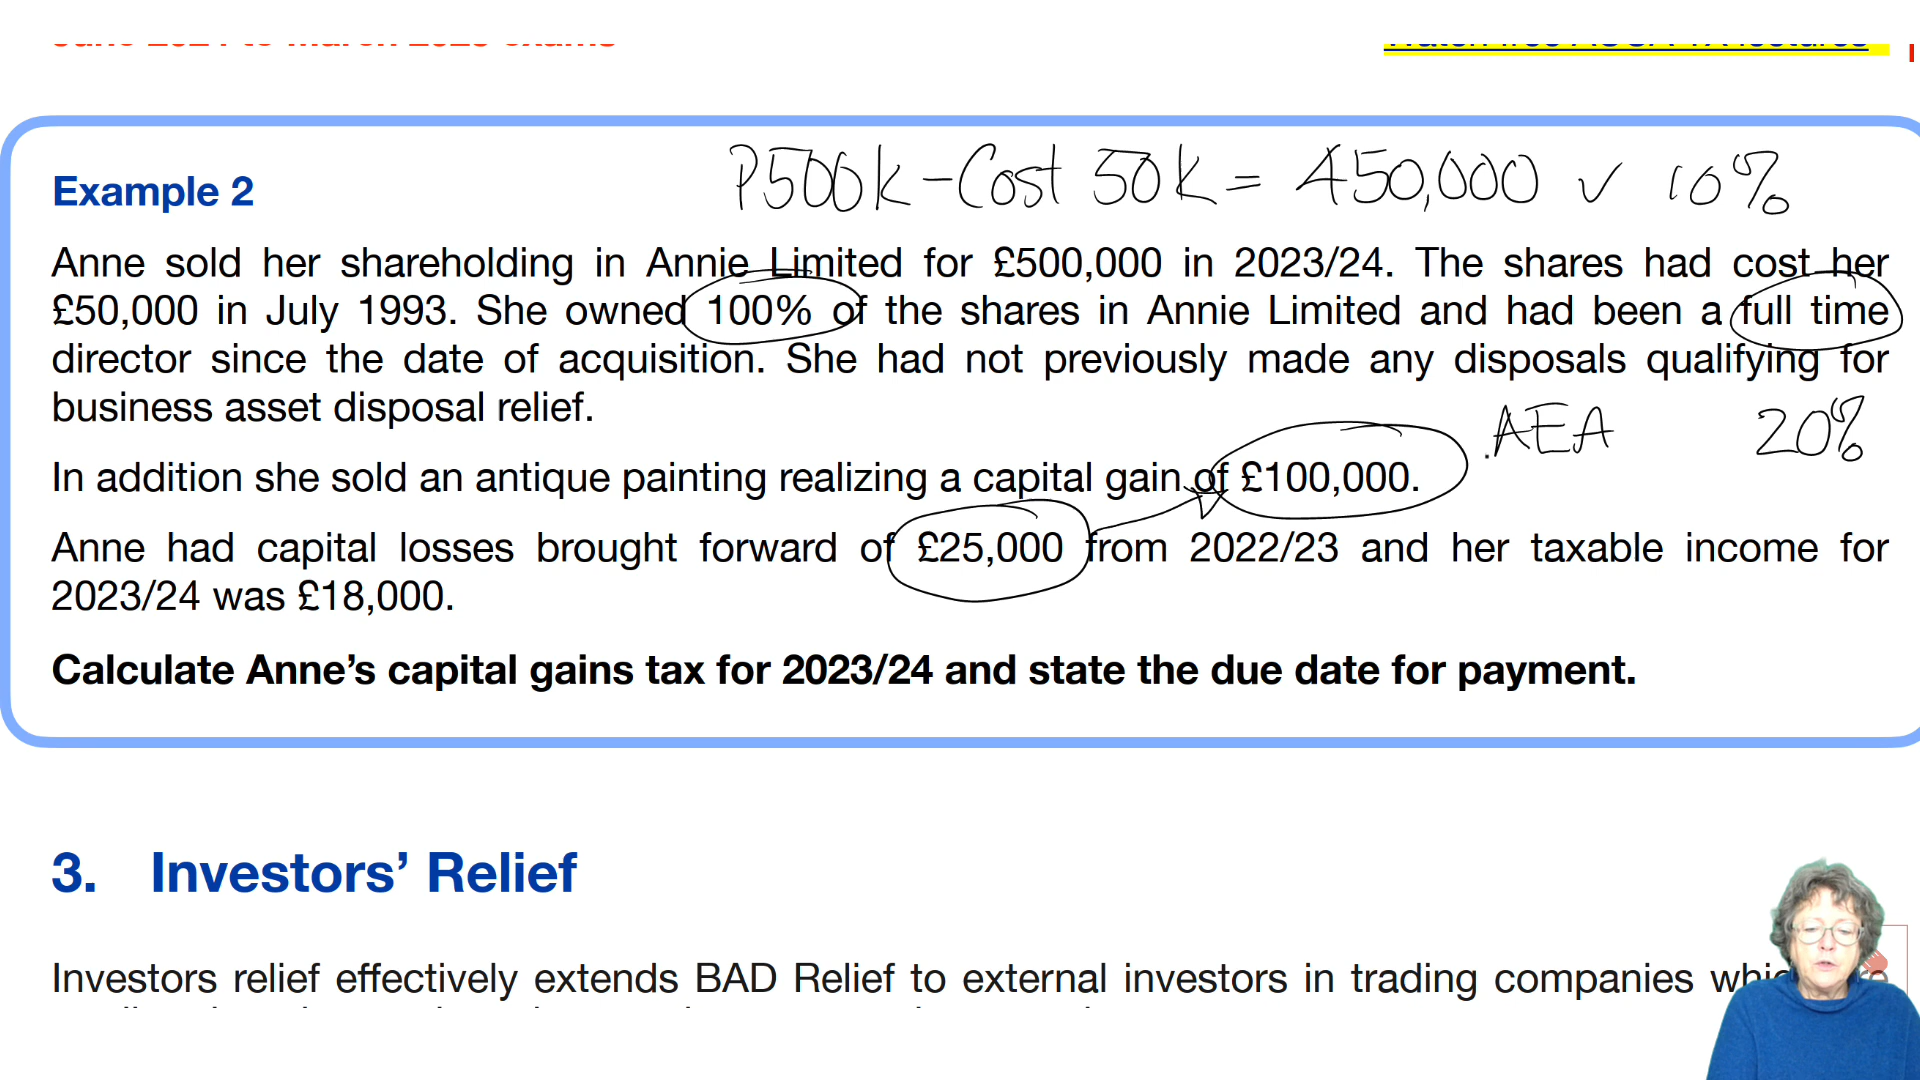 P500k - Cost 50k = 450,000 ✓ 10%
Example 2
Anne sold her shareholding in Annie Limited for £500,000 in 2023/24. The shares had cost her
£50,000 in July 1993. She owned 100% of the shares in Annie Limited and had been a full time
director since the date of acquisition. She had not previously made any disposals qualifying for
business asset disposal relief.
AEA 20%
In addition she sold an antique painting realizing a capital gain of £100,000.
Anne had capital losses brought forward of £25,000 from 2022/23 and her taxable income for
2023/24 was £18,000.
Calculate Anne's capital gains tax for 2023/24 and state the due date for payment.
3. Investors' Relief
Investors relief effectively extends BAD Relief to external investors in trading companies